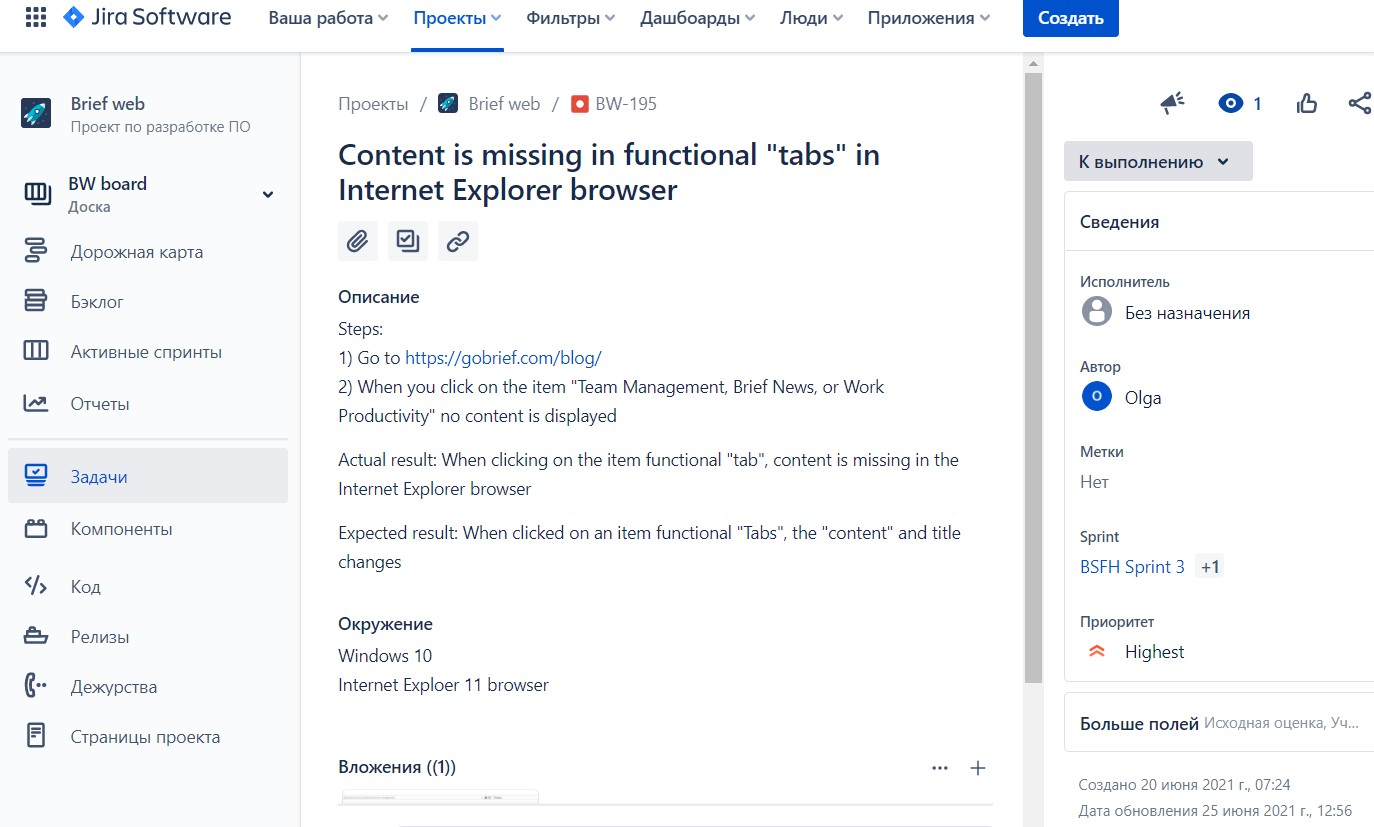 Jira Software
Ваша работа
Проекты
Фильтры
Дашборды
Люди
Приложения
Создать
Brief web
Проект по разработке ПО
BW board
Доска
Дорожная карта
Бэклог
Активные спринты
Отчеты
Задачи
Компоненты
Код
Релизы
Дежурства
Страницы проекта
Проекты / Brief web / BW-195
Content is missing in functional "tabs" in
Internet Explorer browser
Описание
Steps:
1) Go to https://gobrief.com/blog/
2) When you click on the item "Team Management, Brief News, or Work
Productivity" no content is displayed
Actual result: When clicking on the item functional "tab", content is missing in the
Internet Explorer browser
Expected result: When clicked on an item functional "Tabs", the "content" and title
changes
Окружение
Windows 10
Internet Exploer 11 browser
Вложения ((1))
1
К выполнению
Сведения
Исполнитель
Без назначения
Автор
O Olga
Метки
Нет
Sprint
BSFH Sprint 3 +1
Приоритет
Highest
Больше полей Исходная оценка, Уч...
Создано 20 июня 2021 г., 07:24
Дата обновления 25 июня 2021 г., 12:56